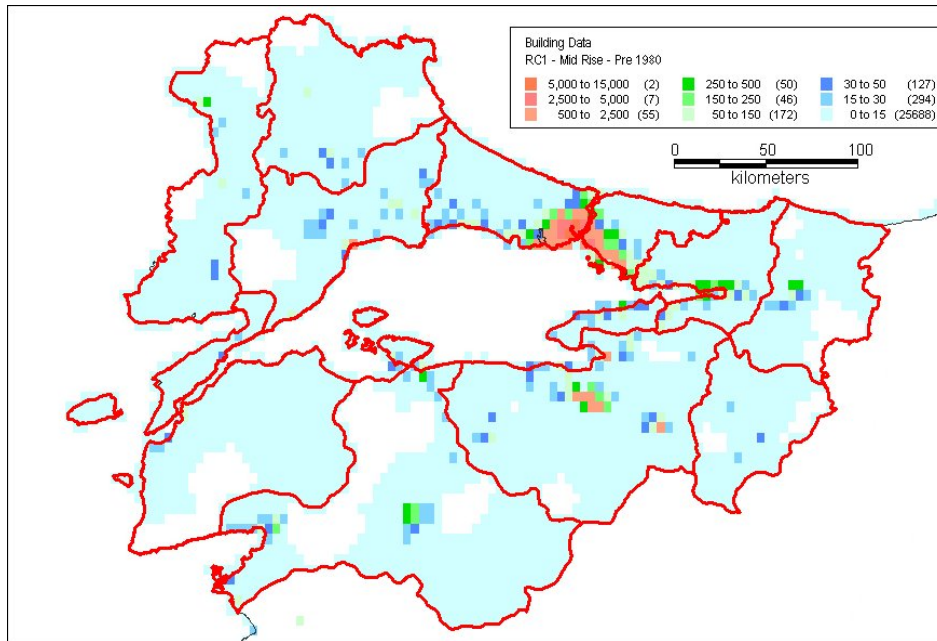 Building Data
RC1 - Mid Rise - Pre 1980
5,000 to 15,000 (2) 250 to 500 (50) 30 to 50 (127)
2,500 to 5,000 (7) 150 to 250 (46) 15 to 30 (294)
500 to 2,500 (55) 50 to 150 (172) 0 to 15 (25688)
0 50 100
kilometers